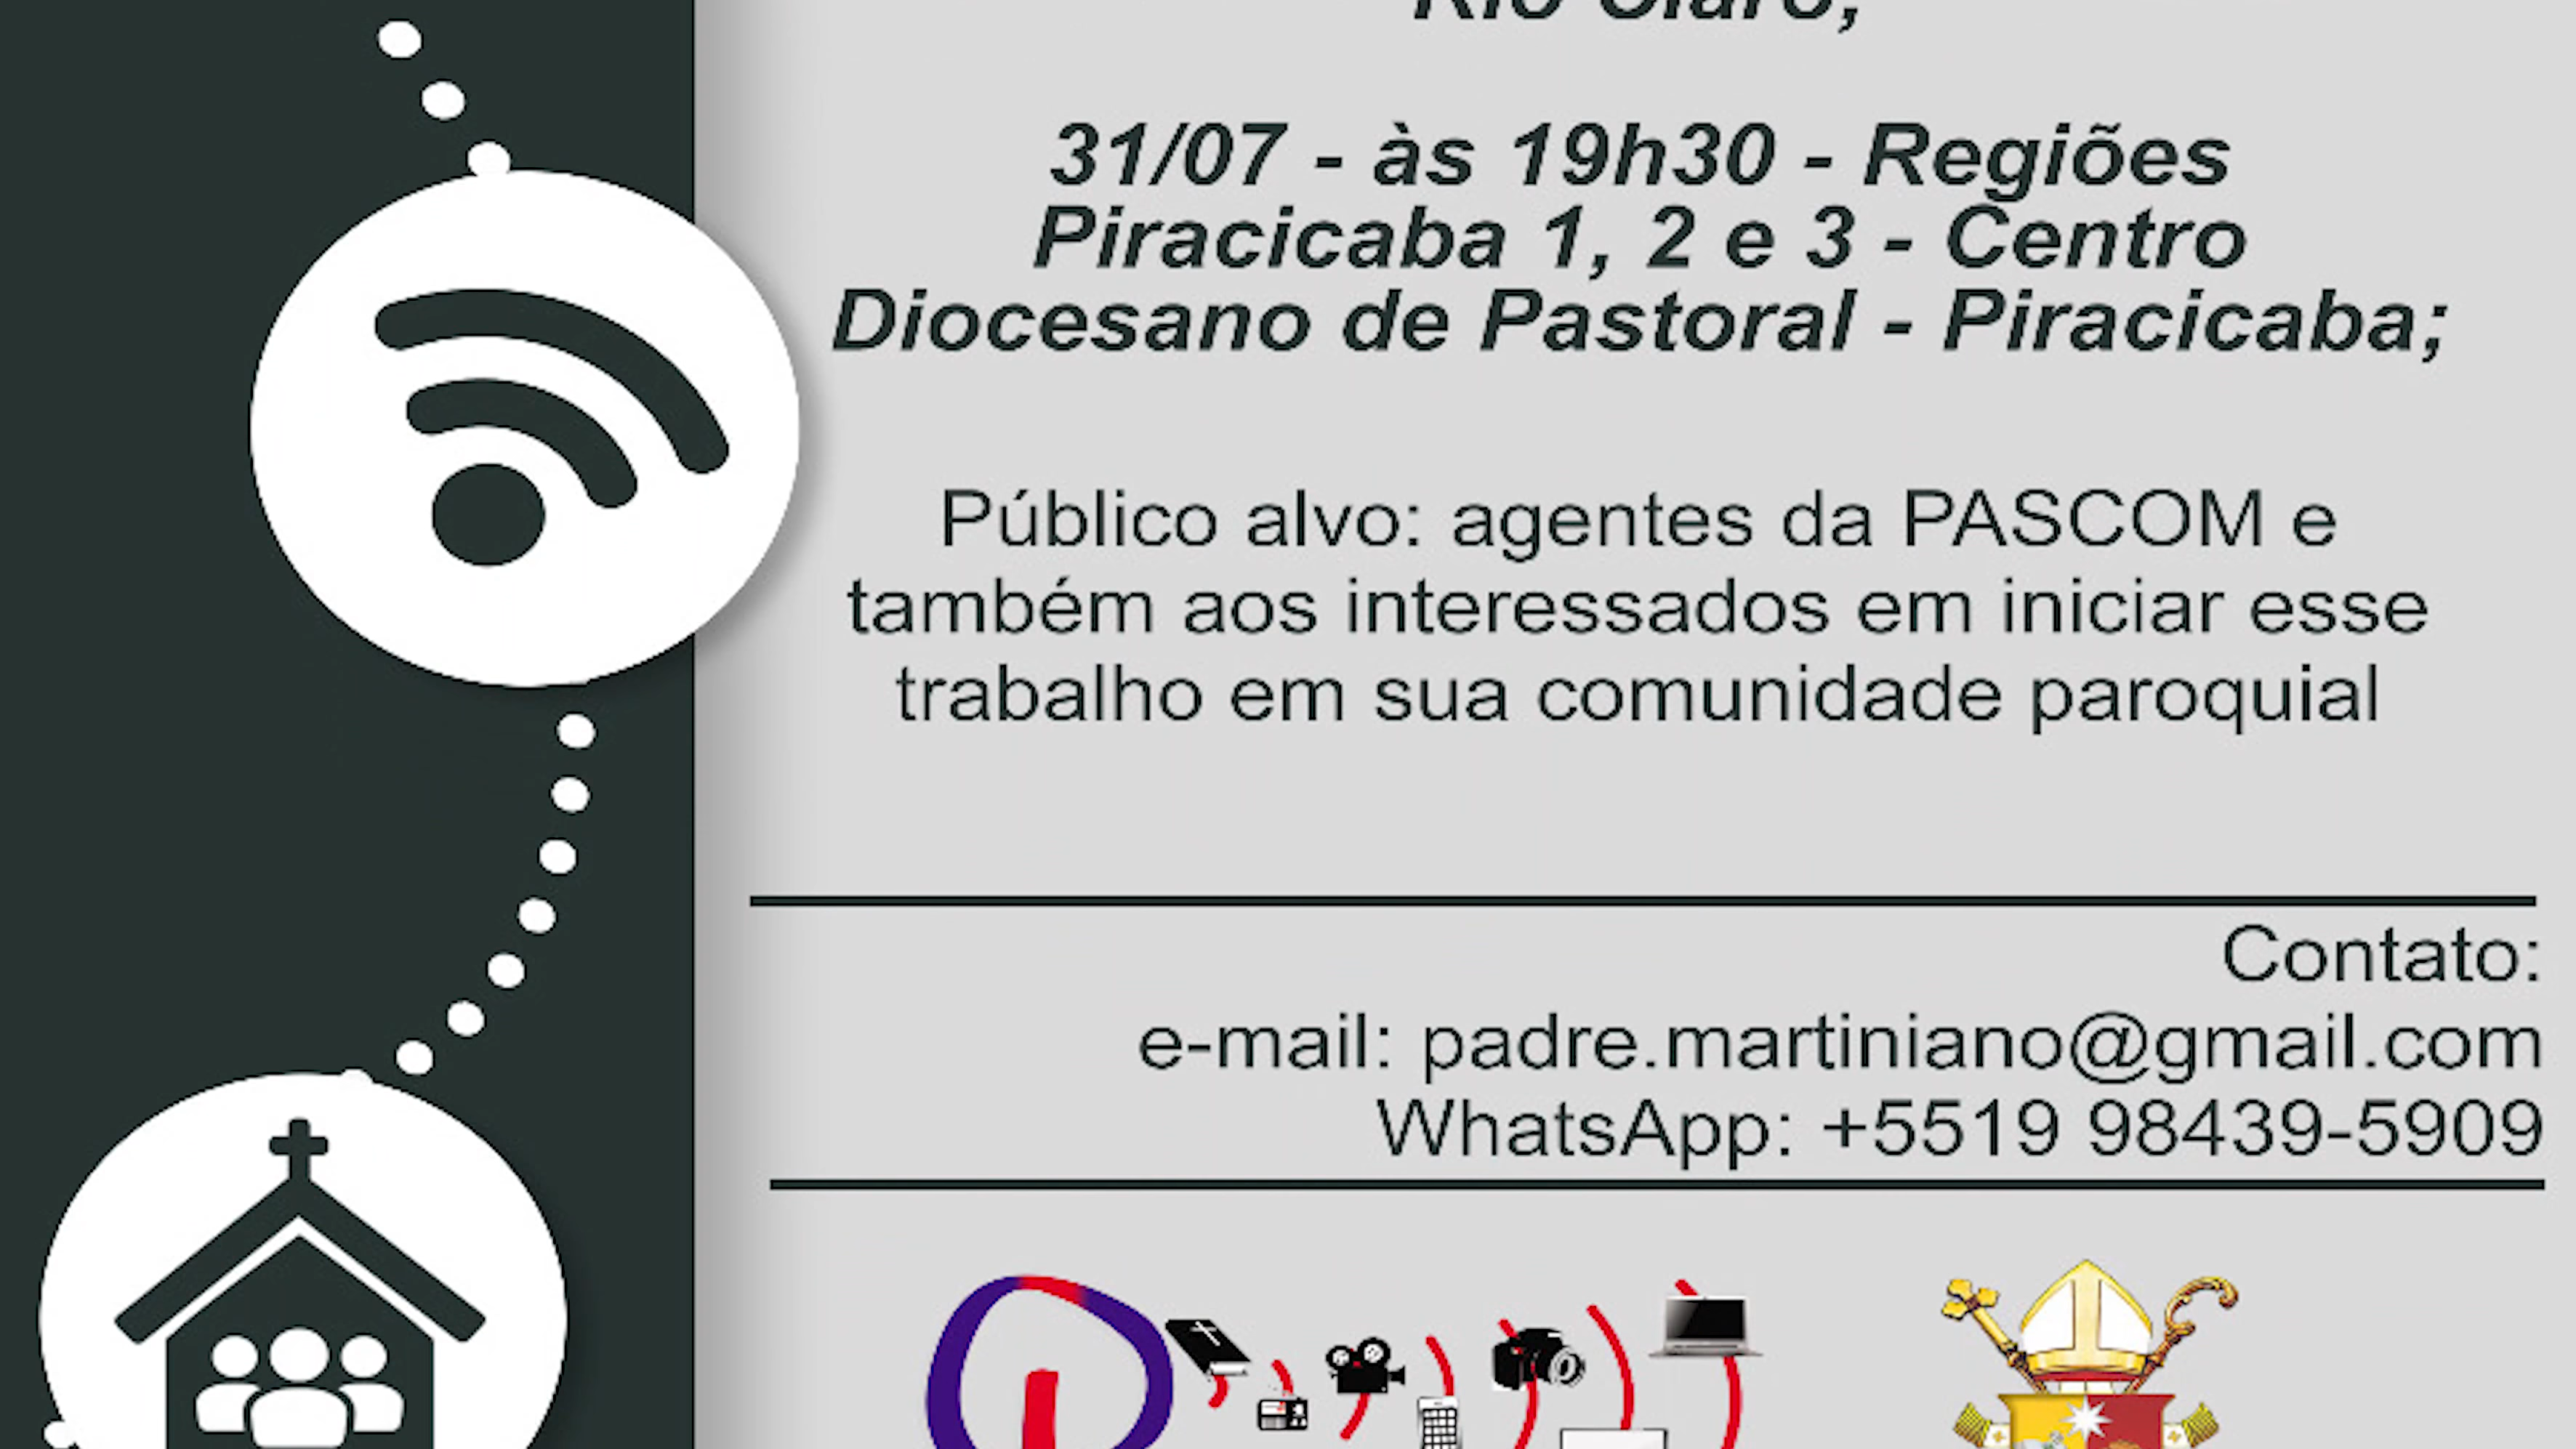 Rio Claro;
31/07 - às 19h30 - Regiões
Piracicaba 1, 2 e 3 - Centro
Diocesano de Pastoral - Piracicaba;
Público alvo: agentes da PASCOM e
também aos interessados em iniciar esse
trabalho em sua comunidade paroquial
Contato:
e-mail: padre.martiniano@gmail.com
WhatsApp: +5519 98439-5909